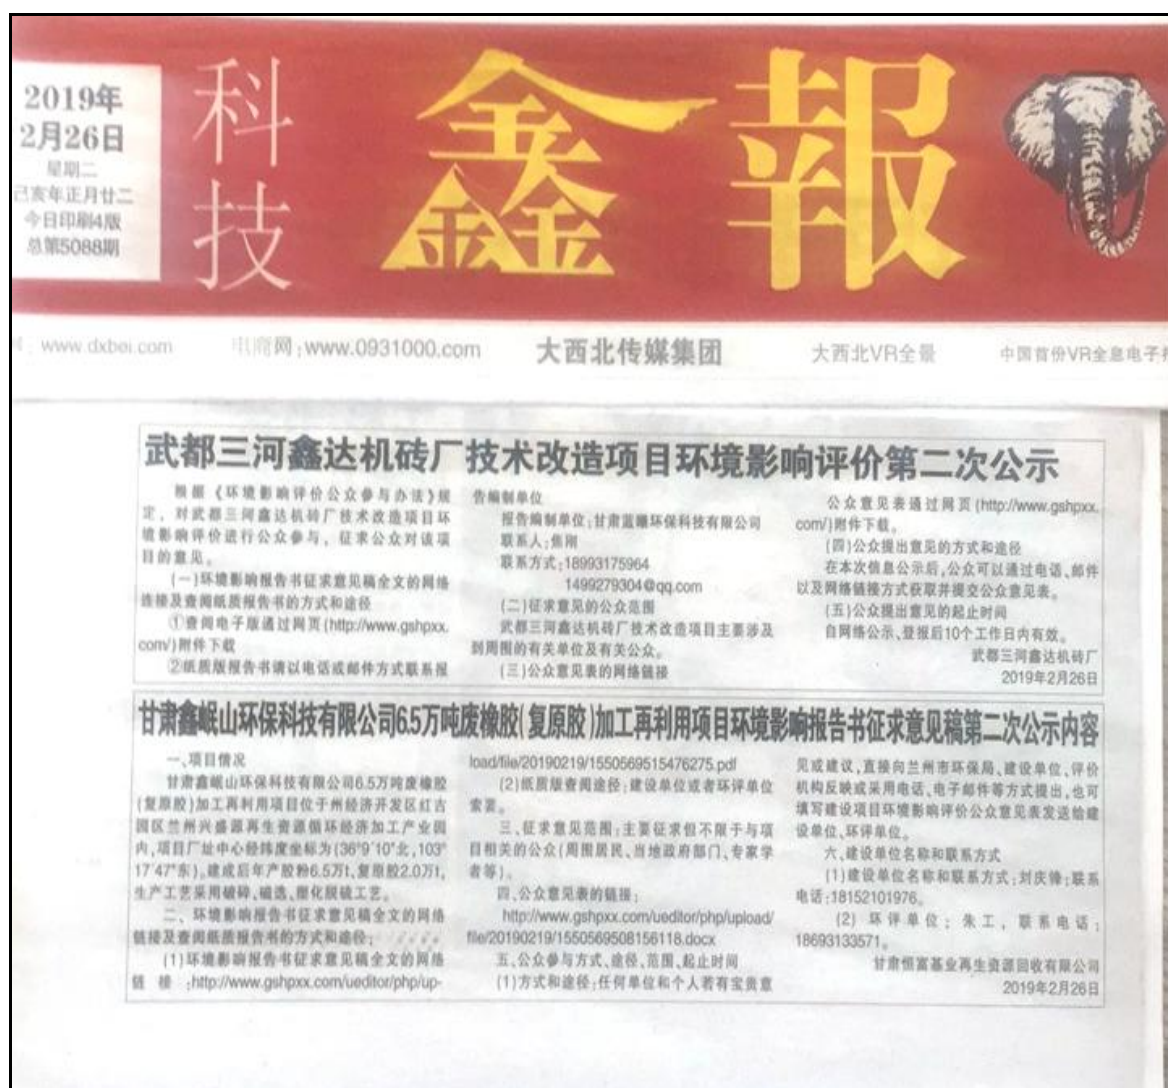 2019年
2月26日
星期二
己亥年正月廿二
今日印刷4版
总第5088期
科技
鑫報
www.dxbei.com
电商网:www.0931000.com
大西北传媒集团
大西北VR全景
中国首份VR全息电子
武都三河鑫达机砖厂技术改造项目环境影响评价第二次公示
根据《环境影响评价公众参与办法》规
定，对武都三河鑫达机砖厂技术改造项目环
境影响评价进行公众参与，征求公众对该项
目的意见。
(一)环境影响报告书征求意见稿全文的网络
连接及查阅纸质报告书的方式和途径
①查阅电子版通过网页(http://www.gshpxx.
com/)附件下载
②纸质版报告书请以电话或邮件方式联系报
告编制单位
报告编制单位:甘肃蓝曦环保科技有限公司
联系人:焦刚
联系方式:18993175964
1499279304@qq.com
(二)征求意见的公众范围
武都三河鑫达机砖厂技术改造项目主要涉及
到周围的有关单位及有关公众。
(三)公众意见表的网络链接
公众意见表通过网页(http://www.gshpxx.
com/)附件下载。
(四)公众提出意见的方式和途径
在本次信息公示后,公众可以通过电话、邮件
以及网络链接方式获取并提交公众意见表。
(五)公众提出意见的起止时间
自网络公示、登报后10个工作日内有效。
武都三河鑫达机砖厂
2019年2月26日
甘肃鑫岷山环保科技有限公司6.5万吨废橡胶(复原胶)加工再利用项目环境影响报告书征求意见稿第二次公示内容
一、项目情况
甘肃鑫岷山环保科技有限公司6.5万吨废橡胶
(复原胶)加工再利用项目位于州经济开发区红古
园区兰州兴盛源再生资源循环经济加工产业园
内,项目厂址中心经纬度坐标为(36°9′10″北,103°
17′47″东),建成后年产胶粉6.5万t,复原胶2.0万t,
生产工艺采用破碎、磁选、塑化脱硫工艺。
二、环境影响报告书征求意见稿全文的网络
链接及查阅纸质报告书的方式和途径:
(1)环境影响报告书征求意见稿全文的网络
链接:http://www.gshpxx.com/ueditor/php/up-
load/file/20190219/1550569515476275.pdf
(2)纸质版查阅途径:建设单位或者环评单位
索要。
三、征求意见范围:主要征求但不限于与项
目相关的公众(周围居民、当地政府部门、专家学
者等)。
四、公众意见表的链接:
http://www.gshpxx.com/ueditor/php/upload/
file/20190219/1550569508156118.docx
五、公众参与方式、途径、范围、起止时间
(1)方式和途径:任何单位和个人若有宝贵意
见或建议,直接向兰州市环保局、建设单位、评价
机构反映或采用电话、电子邮件等方式提出,也可
填写建设项目环境影响评价公众意见表发送给建
设单位、环评单位。
六、建设单位名称和联系方式
(1)建设单位名称和联系方式:刘庆锋;联系
电话:18152101976。
(2)环评单位:朱工，联系电话:
18693133571。
甘肃恒富基业再生资源回收有限公司
2019年2月26日